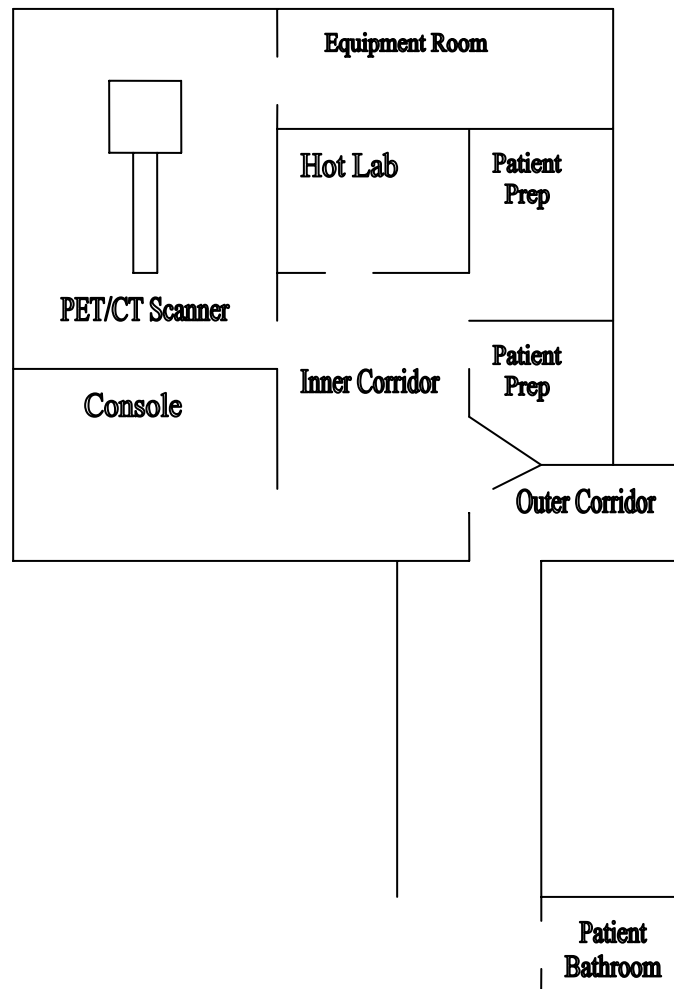 Equipment Room
Hot Lab
Patient
Prep
PET/CT Scanner
Patient
Prep
Inner Corridor
Console
Outer Corridor
Patient
Bathroom